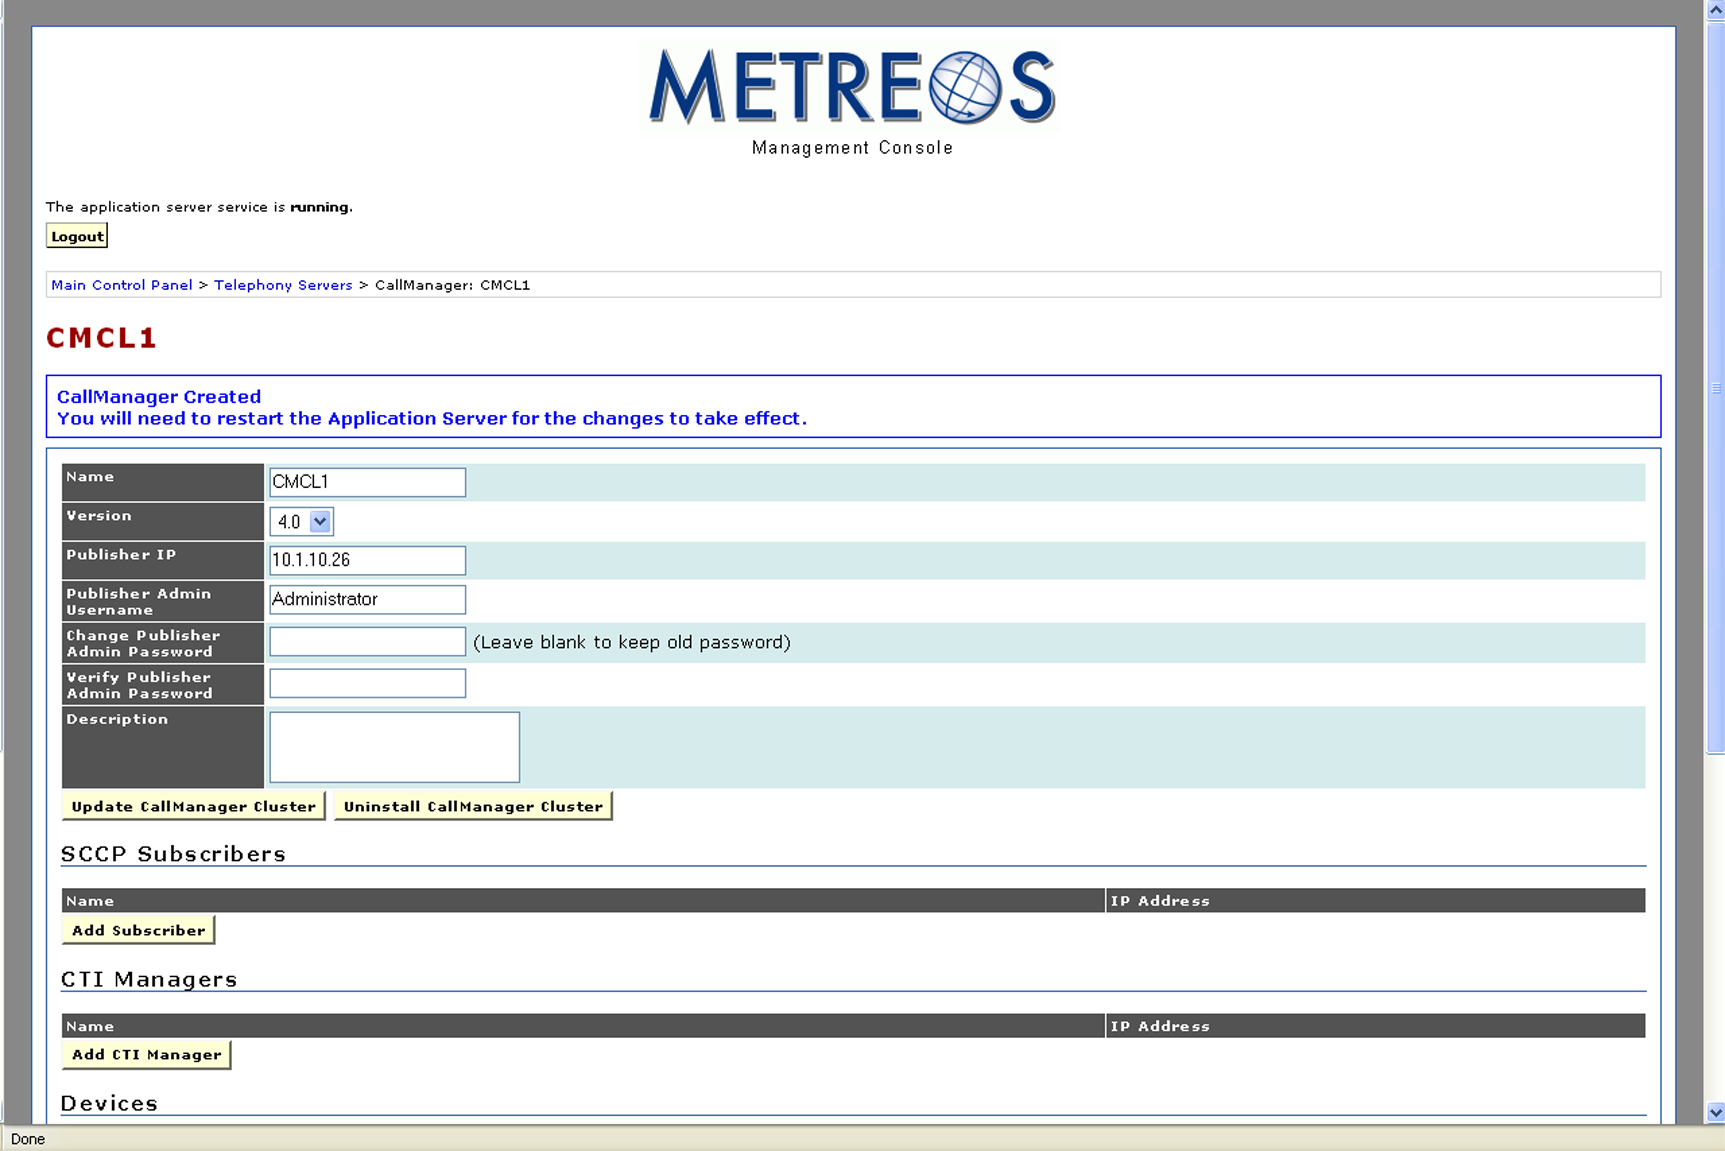 METREOS
Management Console
The application server service is running.
Logout
Main Control Panel > Telephony Servers > CallManager: CMCL1
CMCL1
CallManager Created
You will need to restart the Application Server for the changes to take effect.
Name
CMCL1
Version
4.0
Publisher IP
10.1.10.26
Publisher Admin
Username
Administrator
Change Publisher
Admin Password
(Leave blank to keep old password)
Verify Publisher
Admin Password
Description
Update CallManager Cluster
Uninstall CallManager Cluster
SCCP Subscribers
Name
IP Address
Add Subscriber
CTI Managers
Name
IP Address
Add CTI Manager
Devices
Done